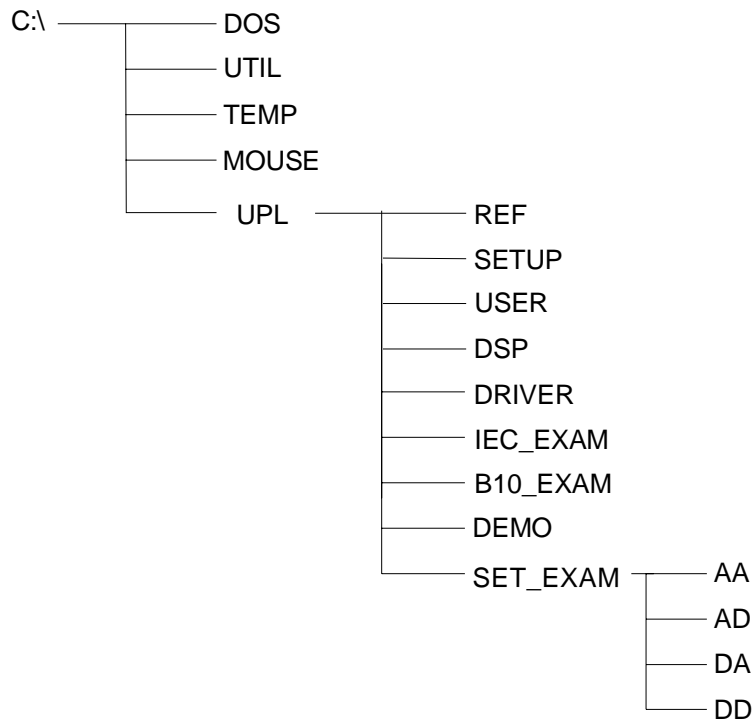 C:\ DOS
UTIL
TEMP
MOUSE
UPL REF
SETUP
USER
DSP
DRIVER
IEC_EXAM
B10_EXAM
DEMO
SET_EXAM AA
AD
DA
DD